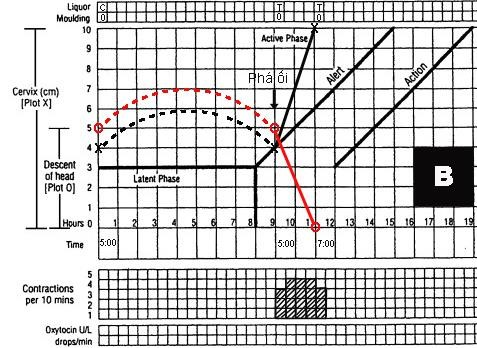 Liquor C T T
Moulding 0 0 0
10
9
8
7
6
5
4
3
2
1
Cervix (cm)
[Plot X]
Descent
of head
[Plot O]
Active Phase
Phá ối
Alert
Action
B
Latent Phase
Hours 0 1 2 3 4 5 6 7 8 9 10 11 12 13 14 15 16 17 18 19
Time 5:00 5:00 7:00
Contractions
per 10 mins
5
4
3
2
1
Oxytocin U/L
drops/min